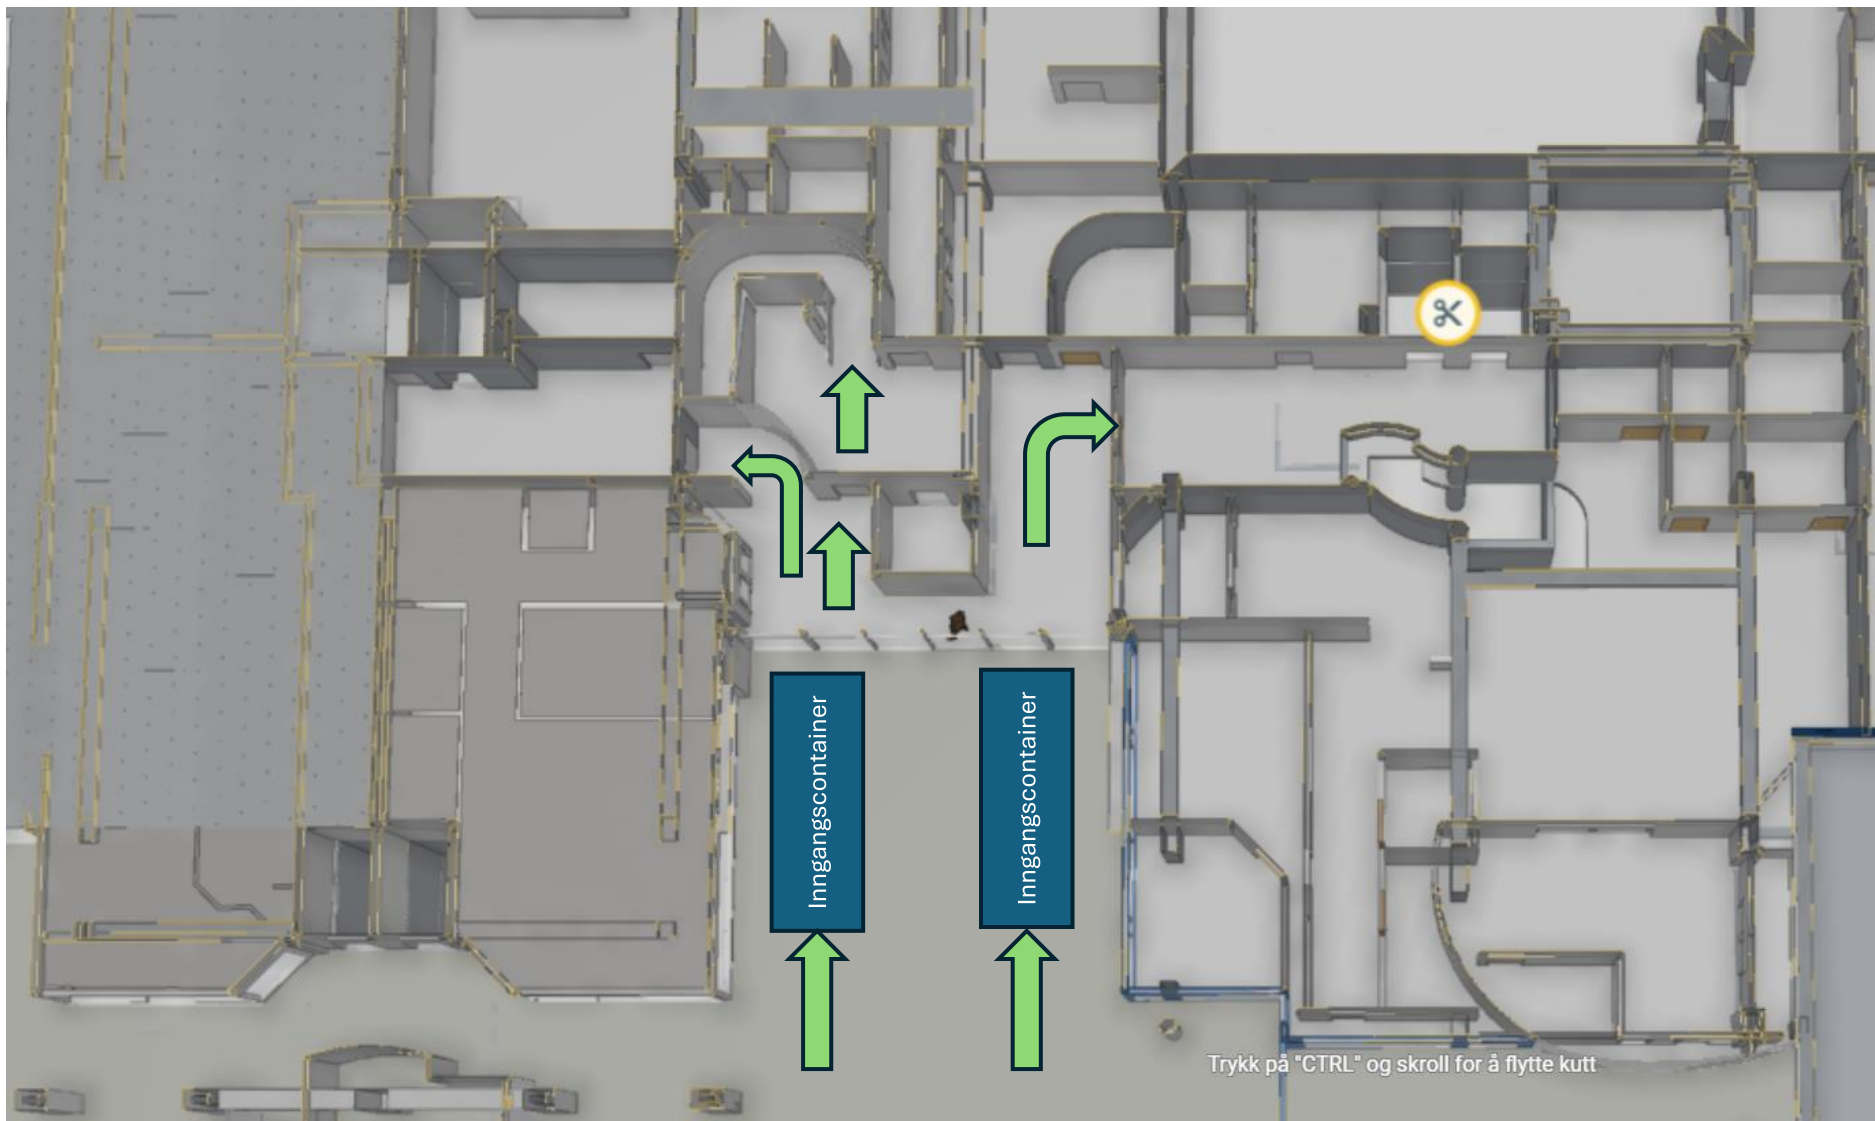 Inngangscontainer
Inngangscontainer
Trykk på "CTRL" og skroll for å flytte kutt